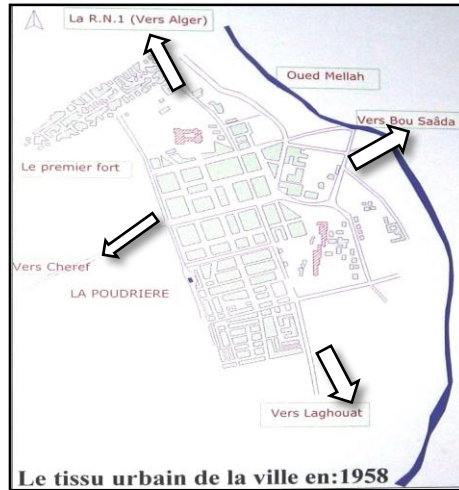 La R.N.1 (Vers Alger)
Oued Mellah
Vers Bou Saâda
Le premier fort
Vers Cheref
LA POUDRIERE
Vers Laghouat
Le tissu urbain de la ville en:1958